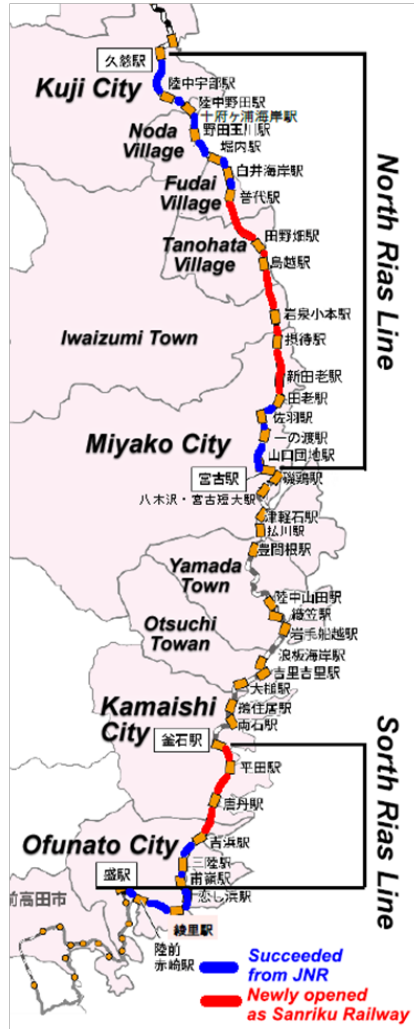 久慈駅
Kuji City
陸中宇部駅
陸中野田駅
十府ヶ浦海岸駅
Noda
Village
野田玉川駅
堀内駅
白井海岸駅
Fudai
Village
普代駅
Tanohata
Village
田野畑駅
島越駅
North Rias Line
岩泉小本駅
Iwaizumi Town
摂待駅
新田老駅
田老駅
佐羽駅
Miyako City
一の渡駅
山口団地駅
宮古駅
磯鶏駅
八木沢・宮古短大駅
津軽石駅
払川駅
豊間根駅
Yamada
Town
陸中山田駅
織笠駅
Otsuchi
Towan
岩手船越駅
浪板海岸駅
吉里吉里駅
大槌駅
Kamaishi
City
鵜住居駅
両石駅
釜石駅
平田駅
Sorth Rias Line
唐丹駅
Ofunato City
吉浜駅
三陸駅
盛駅
甫嶺駅
恋し浜駅
前高田市
綾里駅
陸前
赤崎駅
Succeeded
from JNR
Newly opened
as Sanriku Railway